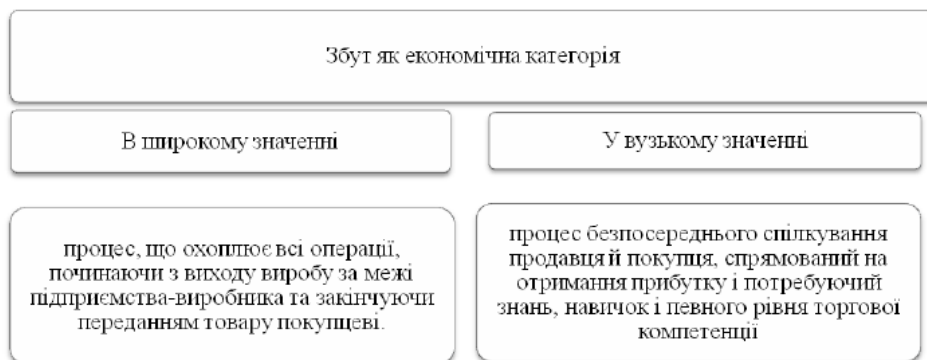 Збут як економічна категорія
В широкому значенні
У вузькому значенні
процес, що охоплює всі операції,
починаючи з виходу виробу за межі
підприємства-виробника та закінчуючи
переданням товару покупцеві.
процес безпосереднього спілкування
продавця й покупця, спрямований на
отримання прибутку і потребуючий
знань, навичок і певного рівня торгової
компетенції